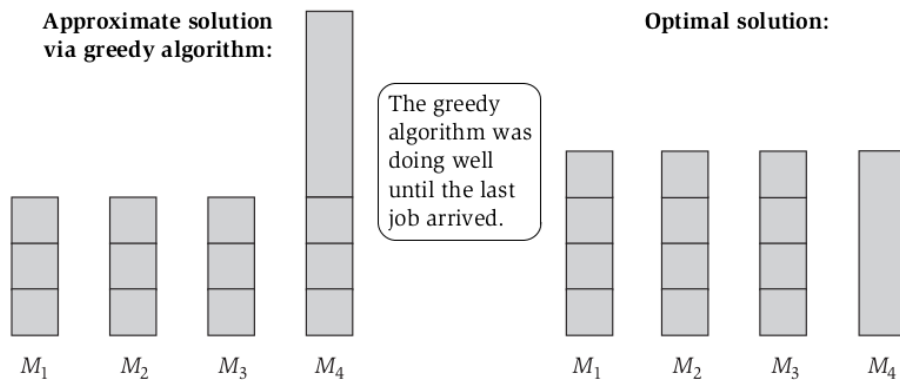 Approximate solution
via greedy algorithm:
The greedy
algorithm was
doing well
until the last
job arrived.
Optimal solution:
M₁ M₂ M₃ M₄
M₁ M₂ M₃ M₄